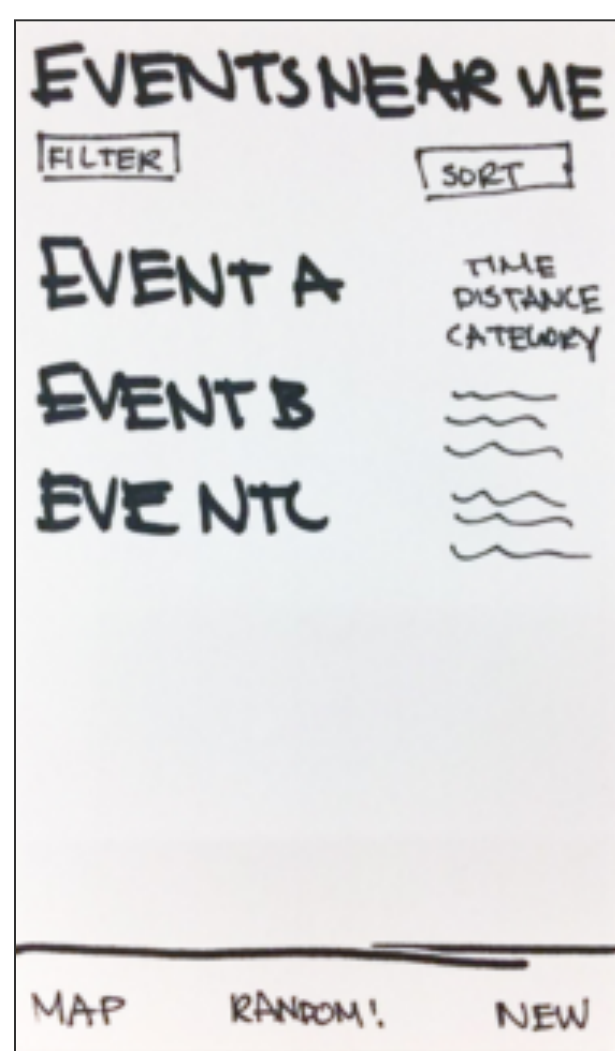 EVENTS NEAR ME
FILTER
SORT
EVENT A
TIME
DISTANCE
CATEGORY
EVENT B
EVENT C
MAP RANDOM! NEW